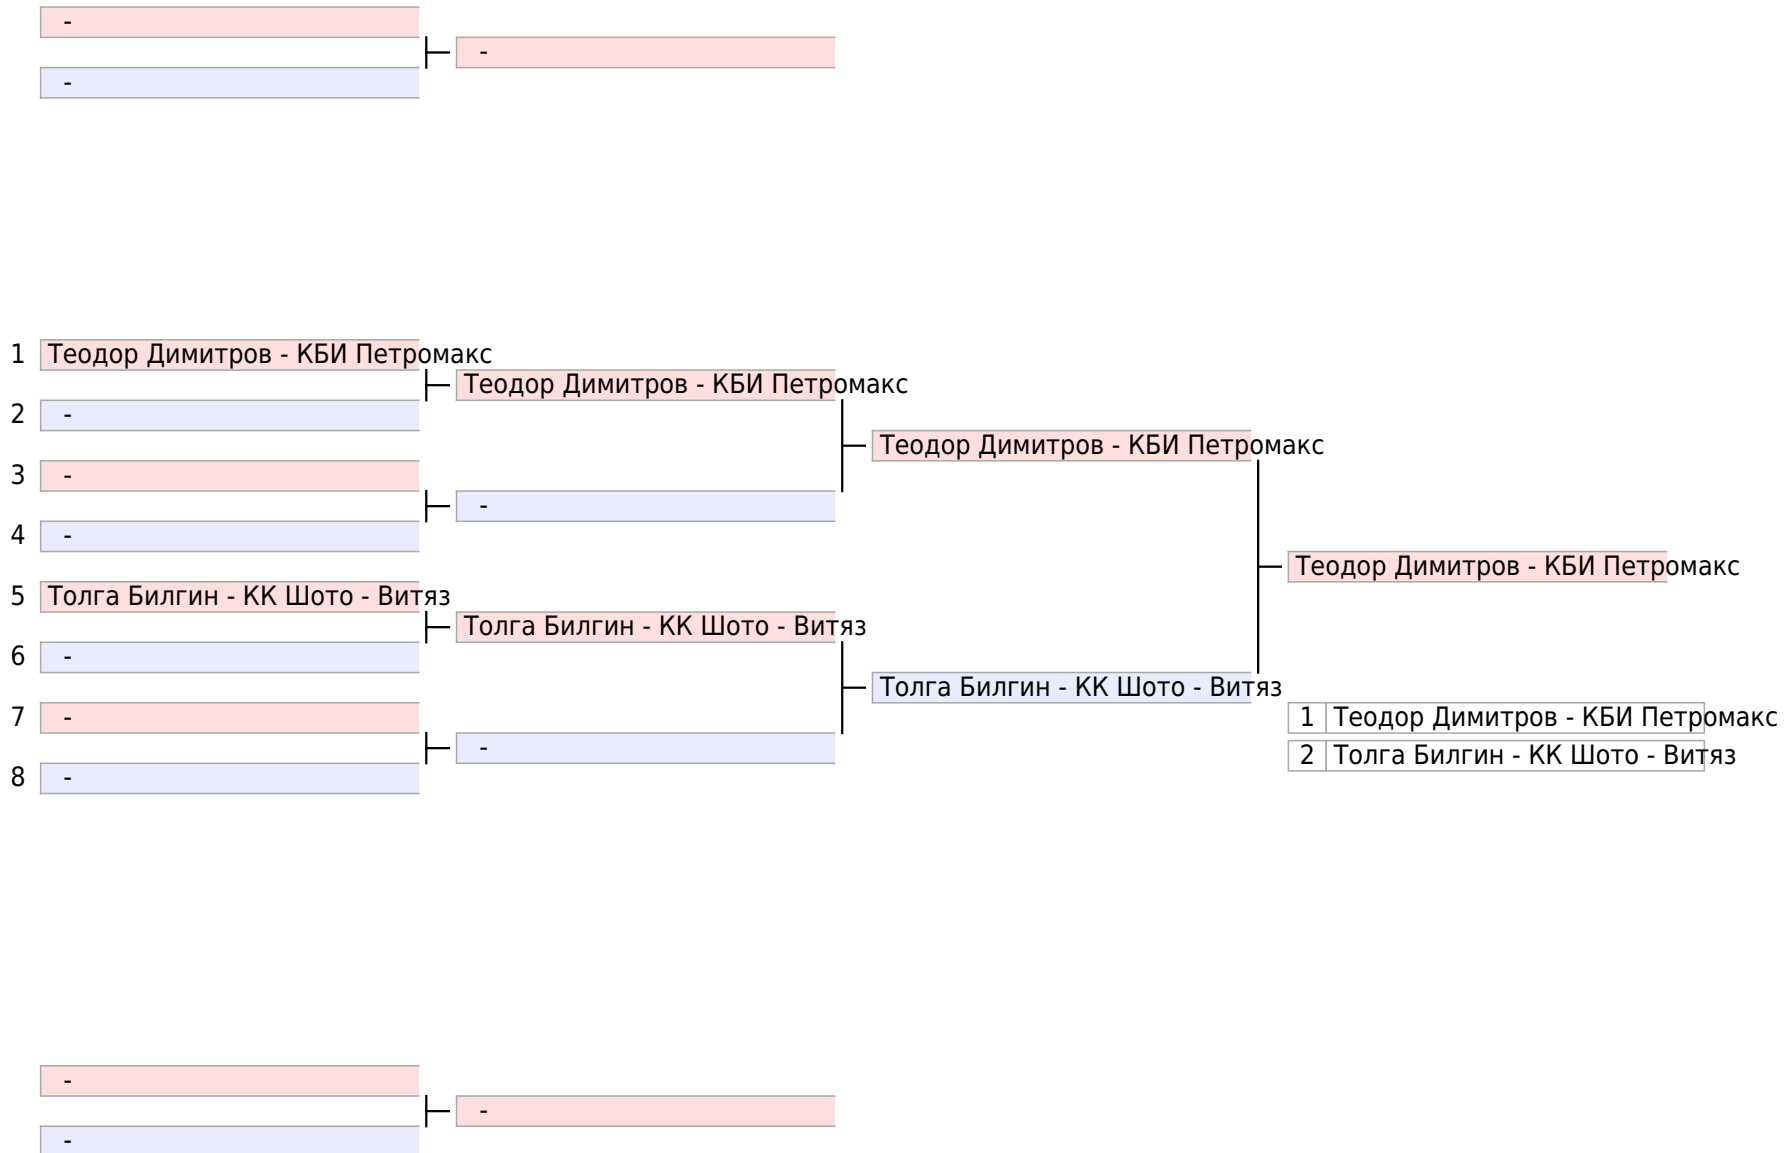 -
-
-
1 Теодор Димитров - КБИ Петромакс
Теодор Димитров - КБИ Петромакс
2 -
Теодор Димитров - КБИ Петромакс
3 -
-
4 -
Теодор Димитров - КБИ Петромакс
5 Толга Билгин - КК Шото - Витяз
Толга Билгин - КК Шото - Витяз
6 -
Толга Билгин - КК Шото - Витяз
7 -
1 Теодор Димитров - КБИ Петромакс
-
2 Толга Билгин - КК Шото - Витяз
8 -
-
-
-